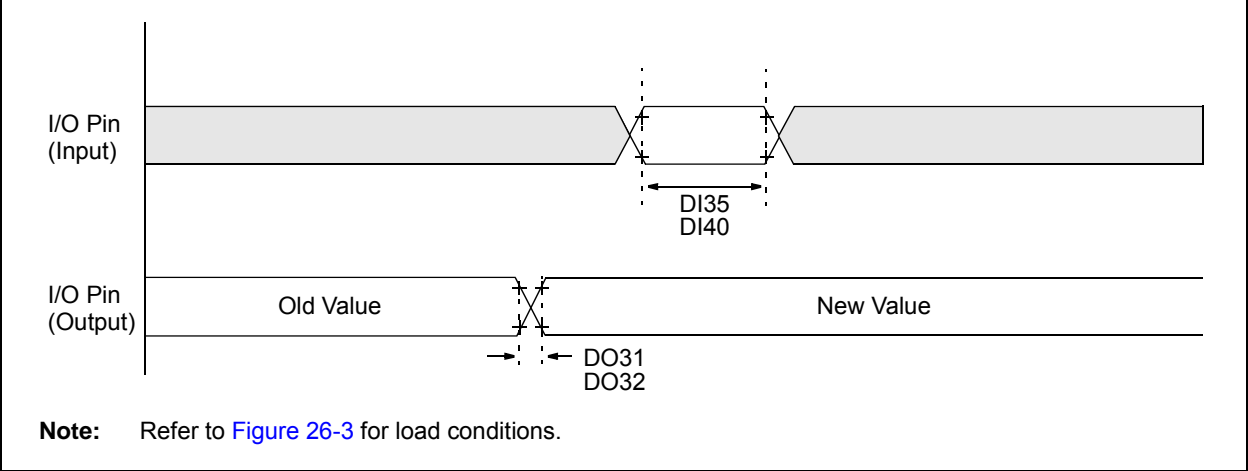 I/O Pin
(Input)
DI35
DI40
I/O Pin
(Output)
Old Value
New Value
DO31
DO32
Note: Refer to Figure 26-3 for load conditions.